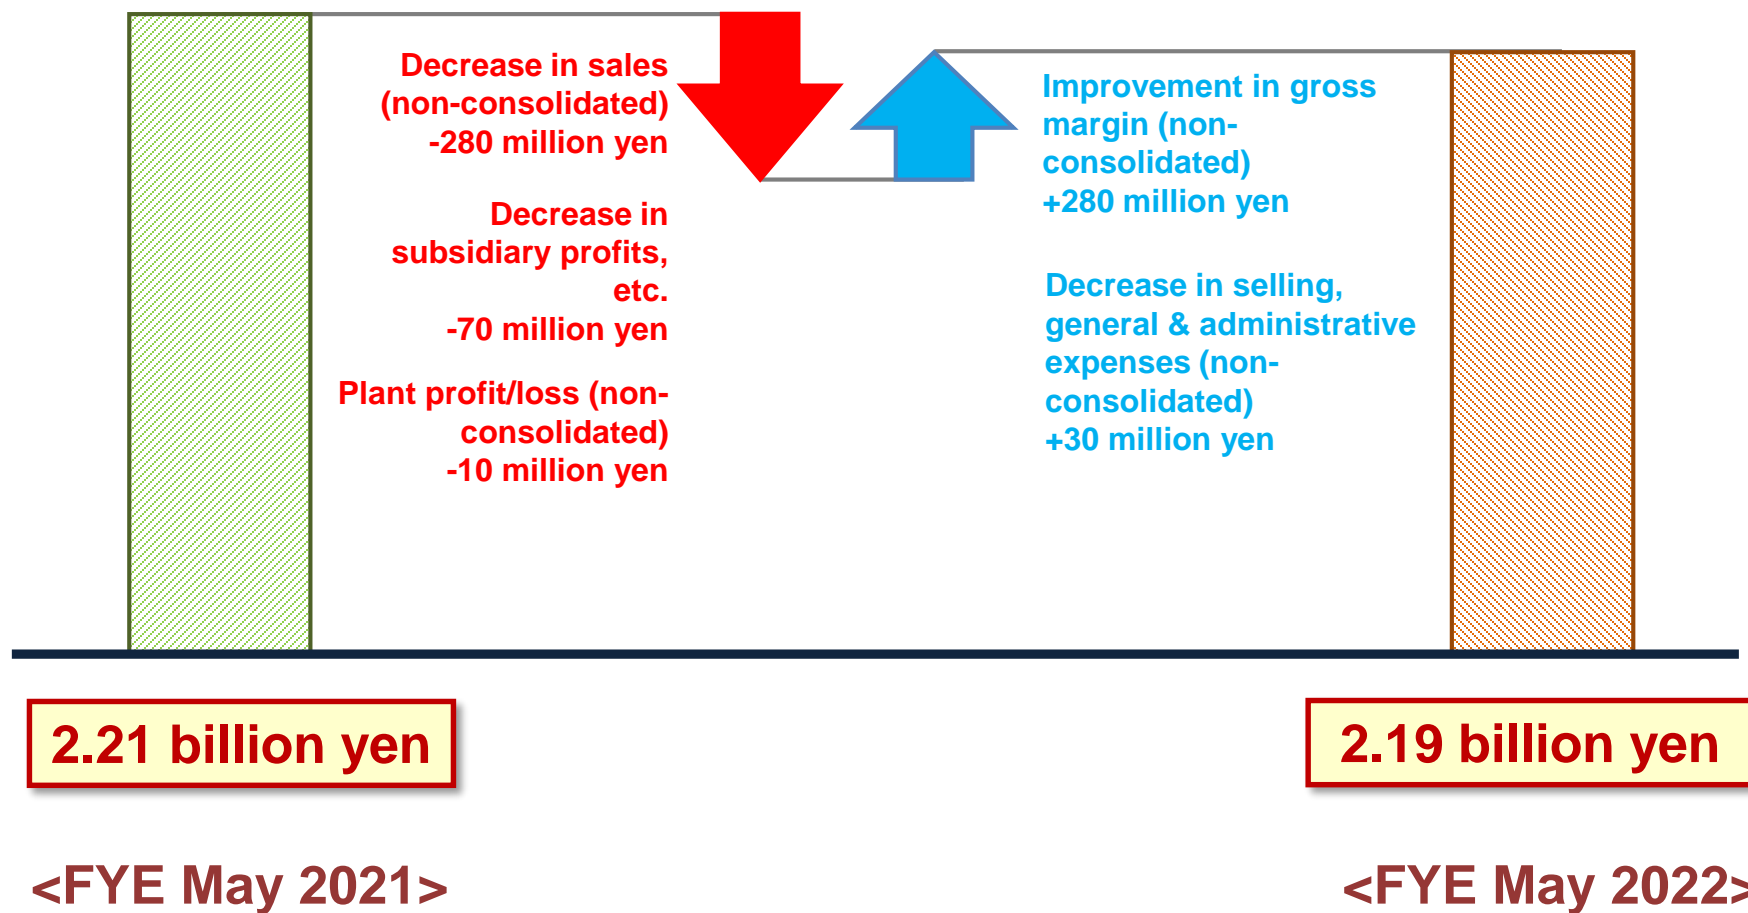 Decrease in sales
(non-consolidated)
-280 million yen
Decrease in
subsidiary profits,
etc.
-70 million yen
Plant profit/loss (non-
consolidated)
-10 million yen
Improvement in gross
margin (non-
consolidated)
+280 million yen
Decrease in selling,
general & administrative
expenses (non-
consolidated)
+30 million yen
2.21 billion yen
2.19 billion yen
<FYE May 2021>
<FYE May 2022>